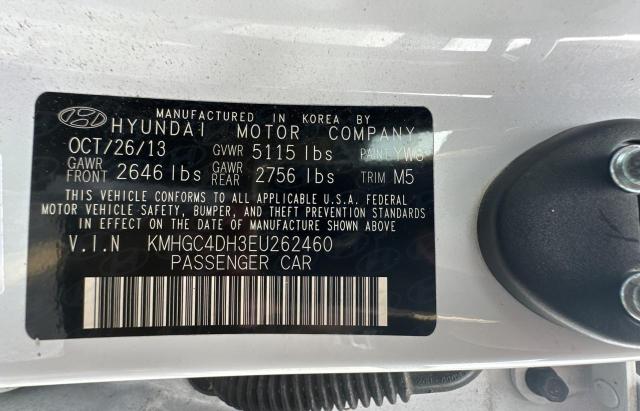 MANUFACTURED IN KOREA BY
HYUNDAI MOTOR COMPANY
OCT/26/13 GVWR 5115 lbs PAINT YW6
GAWR FRONT 2646 lbs GAWR REAR 2756 lbs TRIM M5
THIS VEHICLE CONFORMS TO ALL APPLICABLE U.S.A. FEDERAL
MOTOR VEHICLE SAFETY, BUMPER, AND THEFT PREVENTION STANDARDS
IN EFFECT ON THE DATE OF MANUFACTURE SHOWN ABOVE
V.I.N KMHGC4DH3EU262460
PASSENGER CAR